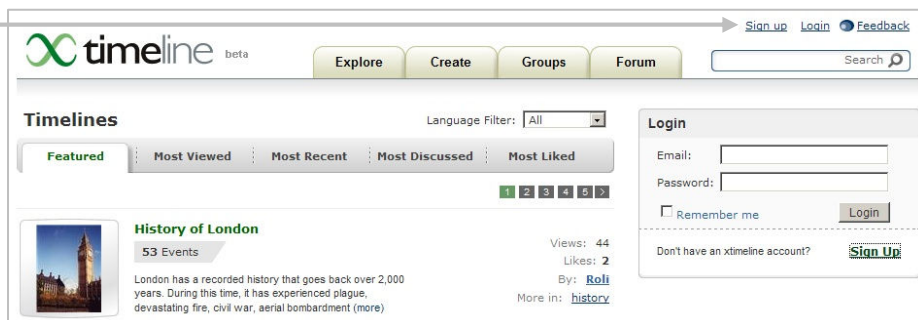 Sign up Login Feedback
timeline beta
Explore Create Groups Forum
Search
Timelines
Language Filter: All
Featured Most Viewed Most Recent Most Discussed Most Liked
1 2 3 4 5 >
History of London
53 Events
London has a recorded history that goes back over 2,000
years. During this time, it has experienced plague,
devastating fire, civil war, aerial bombardment (more)
Views: 44
Likes: 2
By: Roli
More in: history
Login
Email:
Password:
Remember me Login
Don't have an xtimeline account? Sign Up